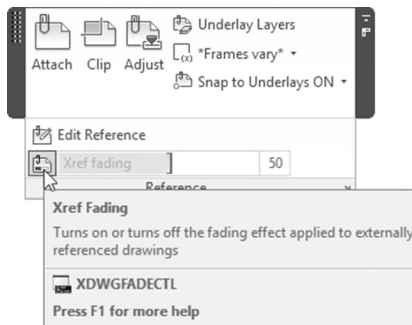 Attach
Clip
Adjust
Underlay Layers
*Frames vary*
Snap to Underlays ON
Edit Reference
Xref fading 50
Reference
Xref Fading
Turns on or turns off the fading effect applied to externally
referenced drawings
XDWGFADECTL
Press F1 for more help